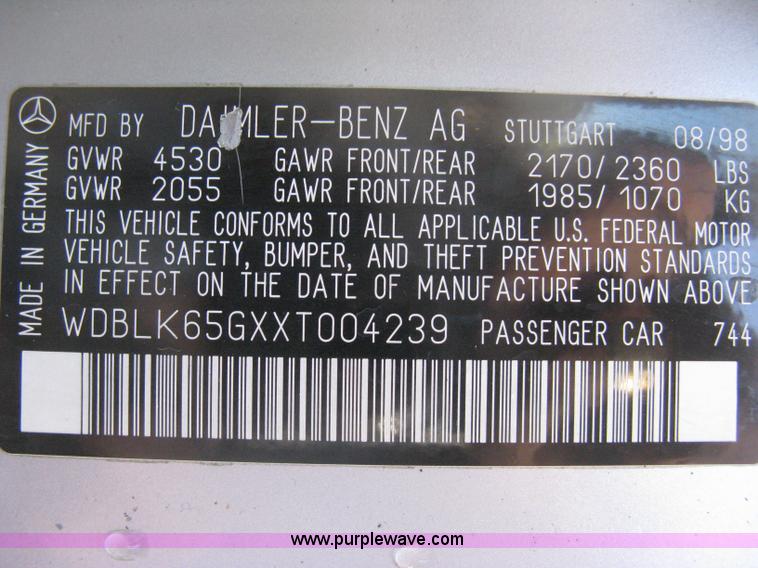 MADE IN GERMANY
MFD BY DAIMLER-BENZ AG STUTTGART 08/98
GVWR 4530 GAWR FRONT/REAR 2170/2360 LBS
GVWR 2055 GAWR FRONT/REAR 1985/1070 KG
THIS VEHICLE CONFORMS TO ALL APPLICABLE U.S. FEDERAL MOTOR
VEHICLE SAFETY, BUMPER, AND THEFT PREVENTION STANDARDS
IN EFFECT ON THE DATE OF MANUFACTURE SHOWN ABOVE
WDBLK65GXXT004239 PASSENGER CAR 744
www.purplewave.com